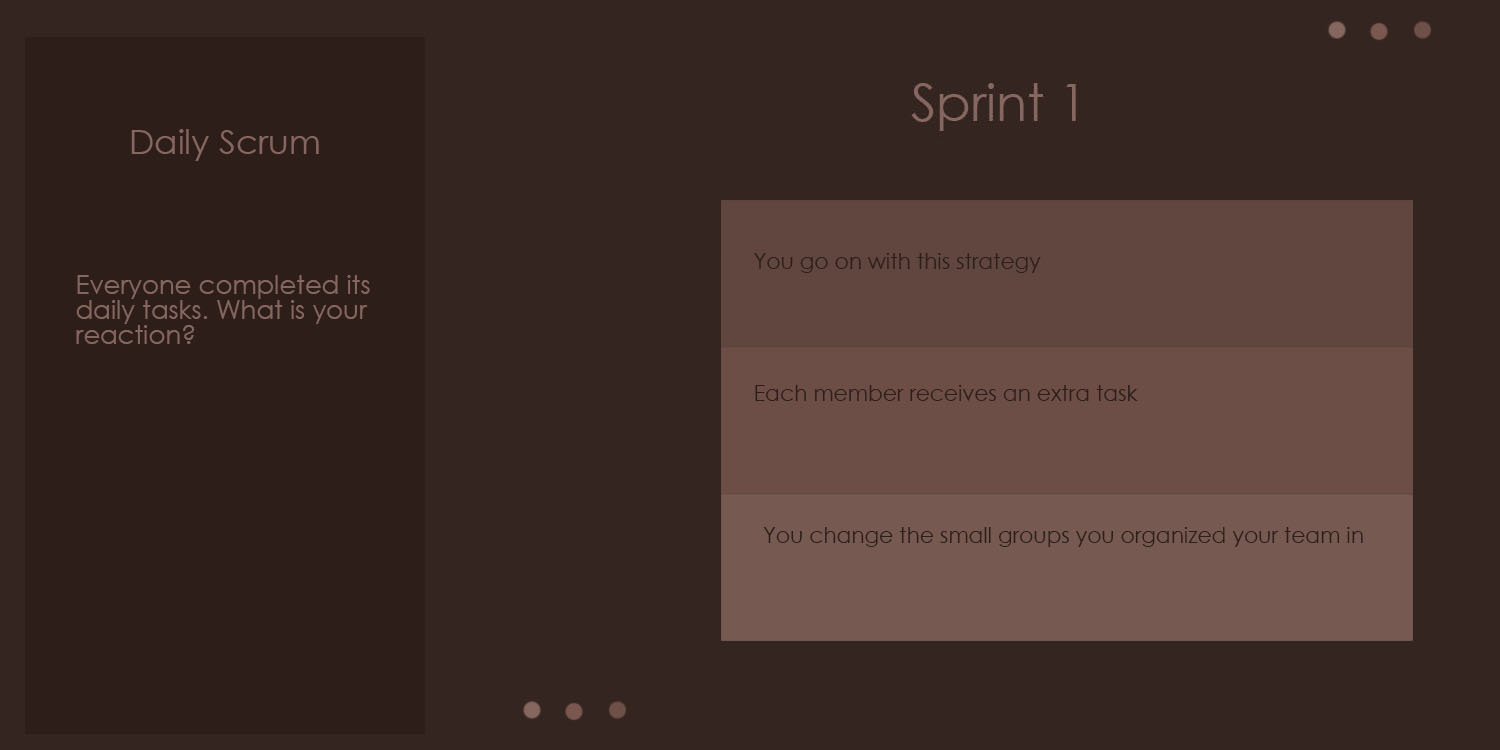 Daily Scrum
Everyone completed its
daily tasks. What is your
reaction?
Sprint 1
You go on with this strategy
Each member receives an extra task
You change the small groups you organized your team in